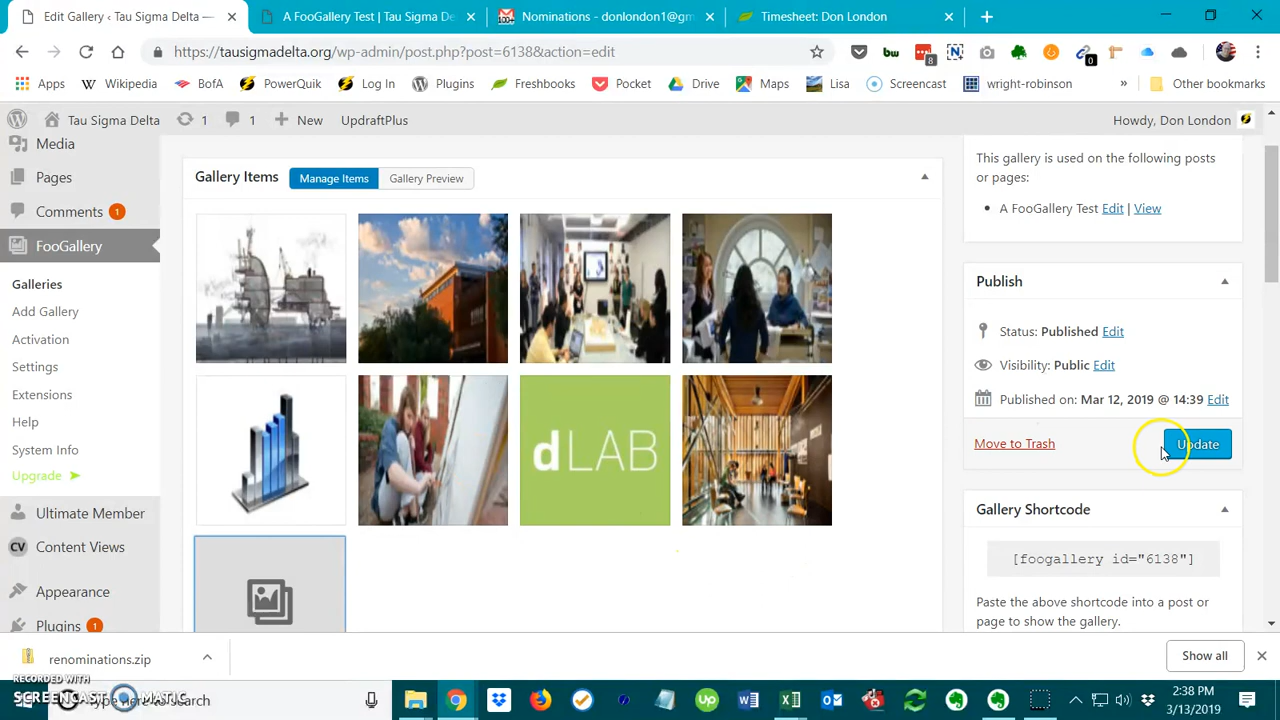 Edit Gallery ‹ Tau Sigma Delta —
A FooGallery Test | Tau Sigma De
Nominations - donlondon1@gm
Timesheet: Don London
https://tausigmadelta.org/wp-admin/post.php?post=6138&action=edit
8
0
Apps
Wikipedia
BofA
PowerQuik
Log In
Plugins
Freshbooks
Pocket
Drive
Maps
Lisa
Screencast
wright-robinson
»
Other bookmarks
Tau Sigma Delta
1
1
New
UpdraftPlus
Howdy, Don London
Media
Pages
Comments 1
FooGallery
Galleries
Add Gallery
Activation
Settings
Extensions
Help
System Info
Upgrade ➤
Ultimate Member
CV Content Views
Appearance
Plugins 1
Gallery Items
Manage Items
Gallery Preview
dLAB
This gallery is used on the following posts
or pages:
• A FooGallery Test Edit | View
Publish
Status: Published Edit
Visibility: Public Edit
Published on: Mar 12, 2019 @ 14:39 Edit
Move to Trash
Update
Gallery Shortcode
[foogallery id="6138"]
Paste the above shortcode into a post or
page to show the gallery.
renominations.zip
Show all
RECORDED WITH
SCREENCAST MATIC
Type here to search
2:38 PM
3/13/2019